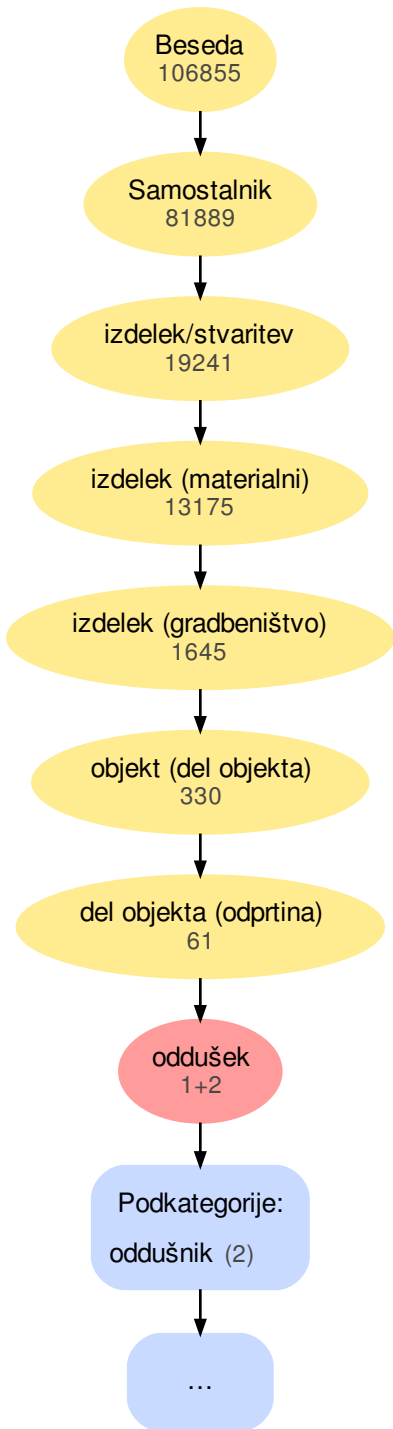 Beseda
106855
Samostalnik
81889
izdelek/stvaritev
19241
izdelek (materialni)
13175
izdelek (gradbeništvo)
1645
objekt (del objekta)
330
del objekta (odprtina)
61
oddušek
1+2
Podkategorije:
oddušnik (2)
...